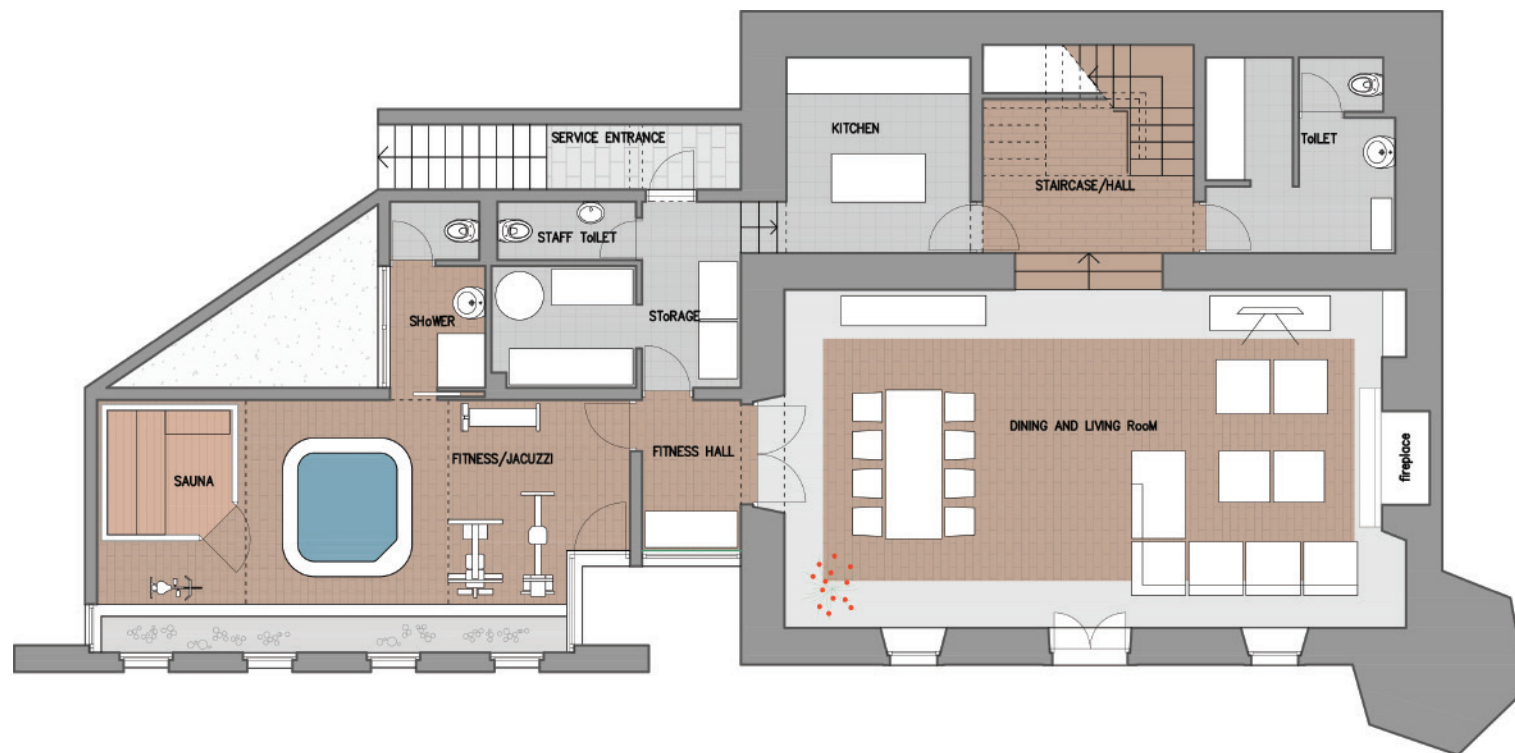 SERVICE ENTRANCE
KITCHEN
ToILET
STAIRCASE/HALL
STAFF ToILET
SHoWER
SToRAGE
DINING AND LIVING RooM
FITNESS/JACUZZI
FITNESS HALL
SAUNA
fireplace